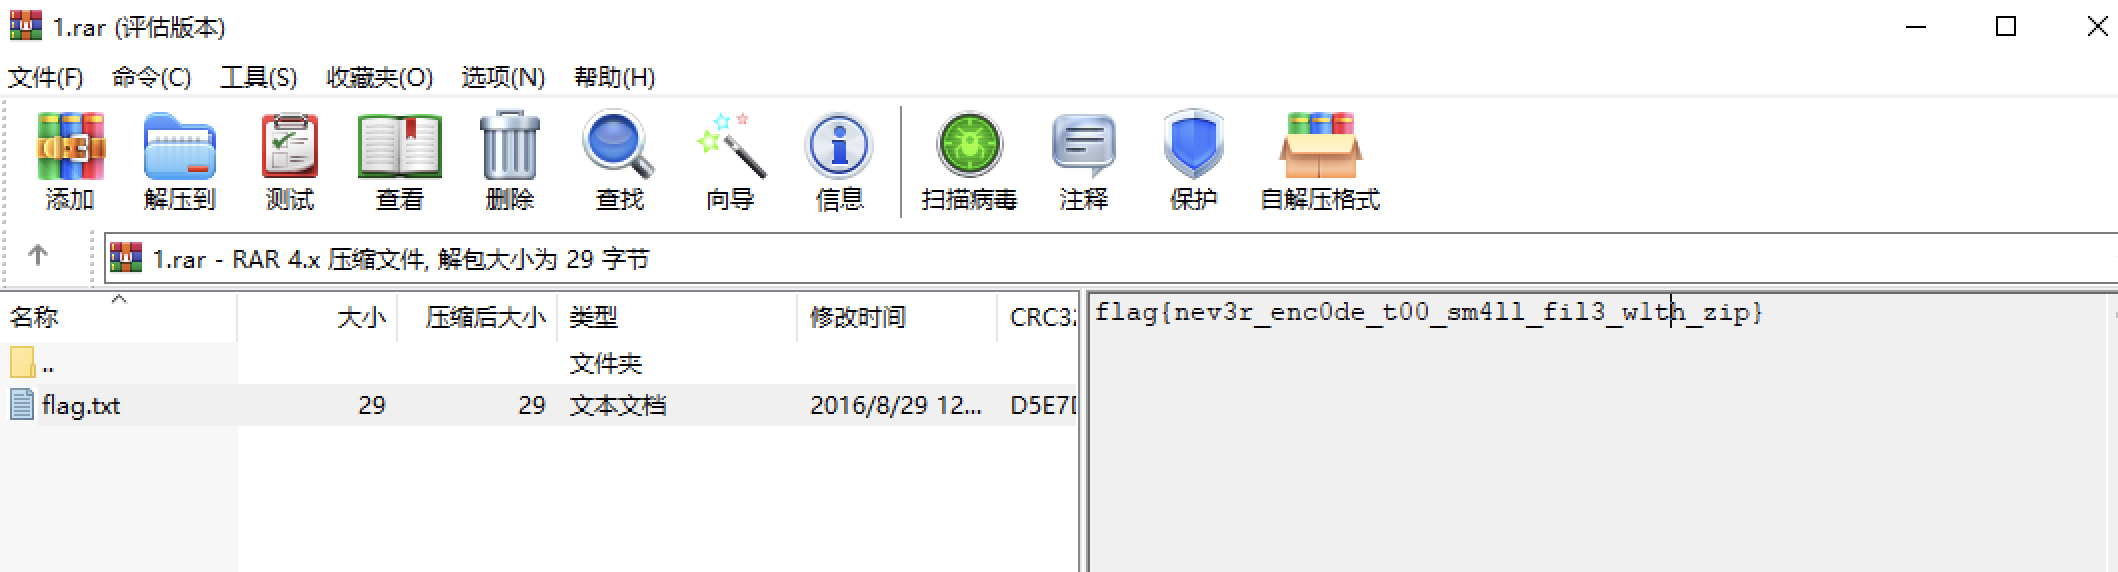 1.rar (评估版本)
文件(F) 命令(C) 工具(S) 收藏夹(O) 选项(N) 帮助(H)
添加 解压到 测试 查看 删除 查找 向导 信息 扫描病毒 注释 保护 自解压格式
1.rar - RAR 4.x 压缩文件, 解包大小为 29 字节
名称 大小 压缩后大小 类型 修改时间 CRC32
.. 文件夹
flag.txt 29 29 文本文档 2016/8/29 12... D5E7
flag{nev3r_enc0de_t00_sm4ll_fil3_w1th_zip}